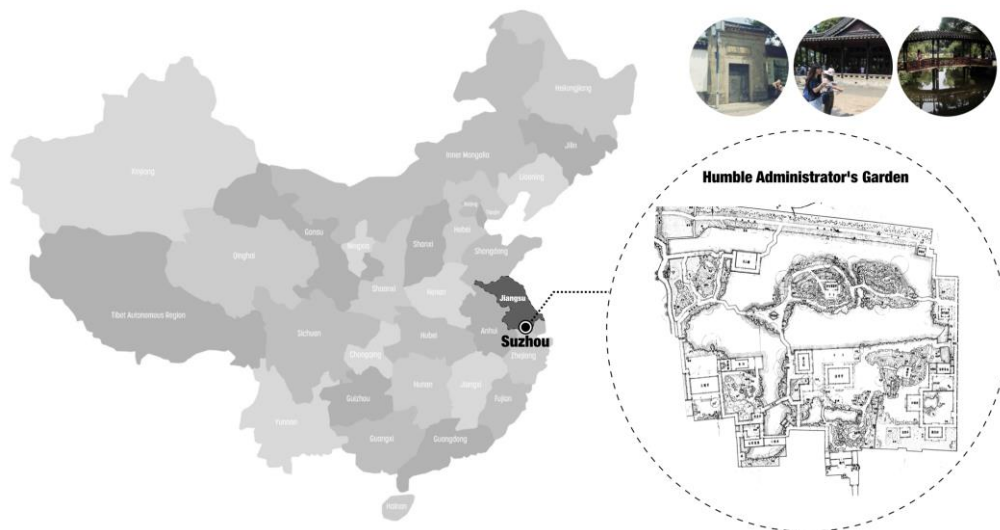 Humble Administrator's Garden
Heilongjiang
Jilin
Inner Mongolia
Liaoning
Xinjiang
Gansu
Hebei
Shanxi
Ningxia
Shandong
Qinghai
Shaanxi
Henan
Jiangsu
Tibet Autonomous Region
Sichuan
Hubei
Anhui
Suzhou
Chongqing
Zhejiang
Hunan
Jiangxi
Guizhou
Fujian
Yunnan
Guangxi
Guangdong
Hainan